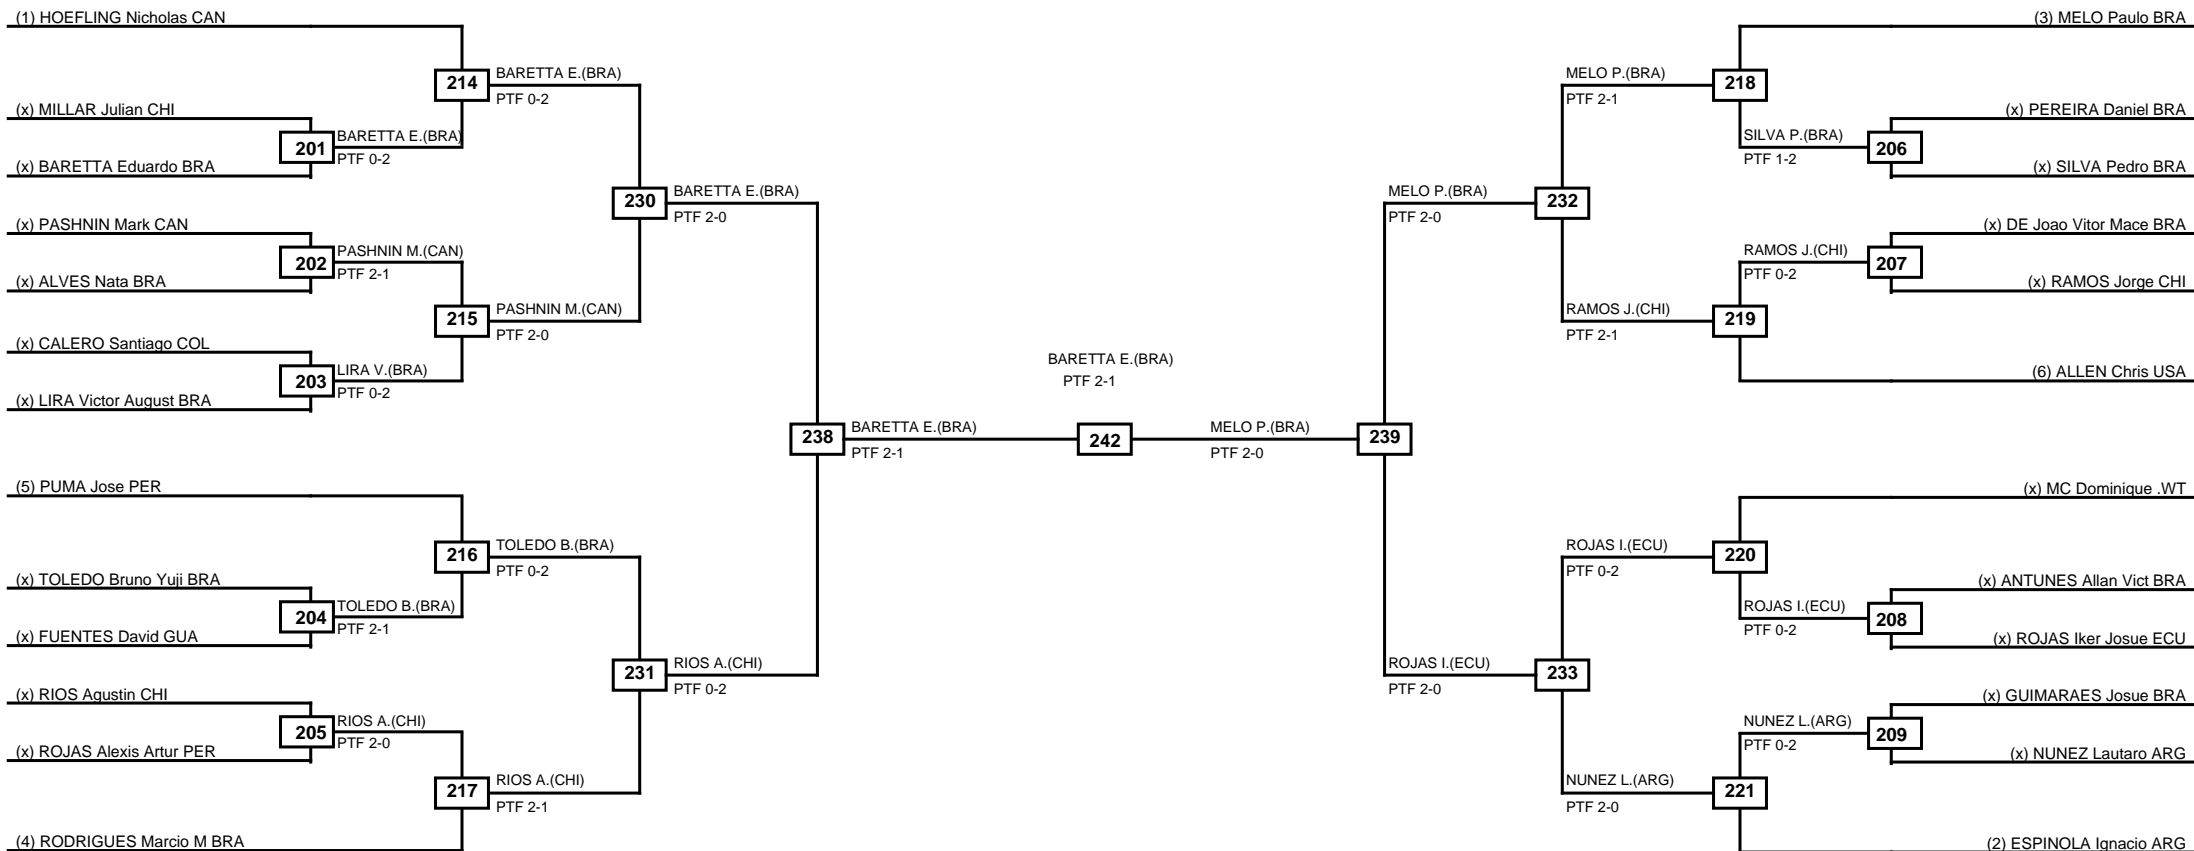 (1) HOEFLING Nicholas CAN
(3) MELO Paulo BRA
214
BARETTA E.(BRA)
PTF 0-2
MELO P.(BRA)
PTF 2-1
218
(x) MILLAR Julian CHI
(x) PEREIRA Daniel BRA
201
BARETTA E.(BRA)
PTF 0-2
SILVA P.(BRA)
PTF 1-2
206
(x) BARETTA Eduardo BRA
(x) SILVA Pedro BRA
230
BARETTA E.(BRA)
PTF 2-0
MELO P.(BRA)
PTF 2-0
232
(x) PASHNIN Mark CAN
(x) DE Joao Vitor Mace BRA
202
PASHNIN M.(CAN)
PTF 2-1
RAMOS J.(CHI)
PTF 0-2
207
(x) ALVES Nata BRA
(x) RAMOS Jorge CHI
215
PASHNIN M.(CAN)
PTF 2-0
RAMOS J.(CHI)
PTF 2-1
219
(x) CALERO Santiago COL
203
LIRA V.(BRA)
PTF 0-2
BARETTA E.(BRA)
PTF 2-1
(6) ALLEN Chris USA
(x) LIRA Victor August BRA
238
BARETTA E.(BRA)
PTF 2-1
242
MELO P.(BRA)
PTF 2-0
239
(5) PUMA Jose PER
(x) MC Dominique .WT
216
TOLEDO B.(BRA)
PTF 0-2
ROJAS I.(ECU)
PTF 0-2
220
(x) TOLEDO Bruno Yuji BRA
(x) ANTUNES Allan Vict BRA
204
TOLEDO B.(BRA)
PTF 2-1
ROJAS I.(ECU)
PTF 0-2
208
(x) FUENTES David GUA
(x) ROJAS Iker Josue ECU
231
RIOS A.(CHI)
PTF 0-2
ROJAS I.(ECU)
PTF 2-0
233
(x) RIOS Agustin CHI
(x) GUIMARAES Josue BRA
205
RIOS A.(CHI)
PTF 2-0
NUNEZ L.(ARG)
PTF 0-2
209
(x) ROJAS Alexis Artur PER
(x) NUNEZ Lautaro ARG
217
RIOS A.(CHI)
PTF 2-1
NUNEZ L.(ARG)
PTF 2-0
221
(4) RODRIGUES Marcio M BRA
(2) ESPINOLA Ignacio ARG